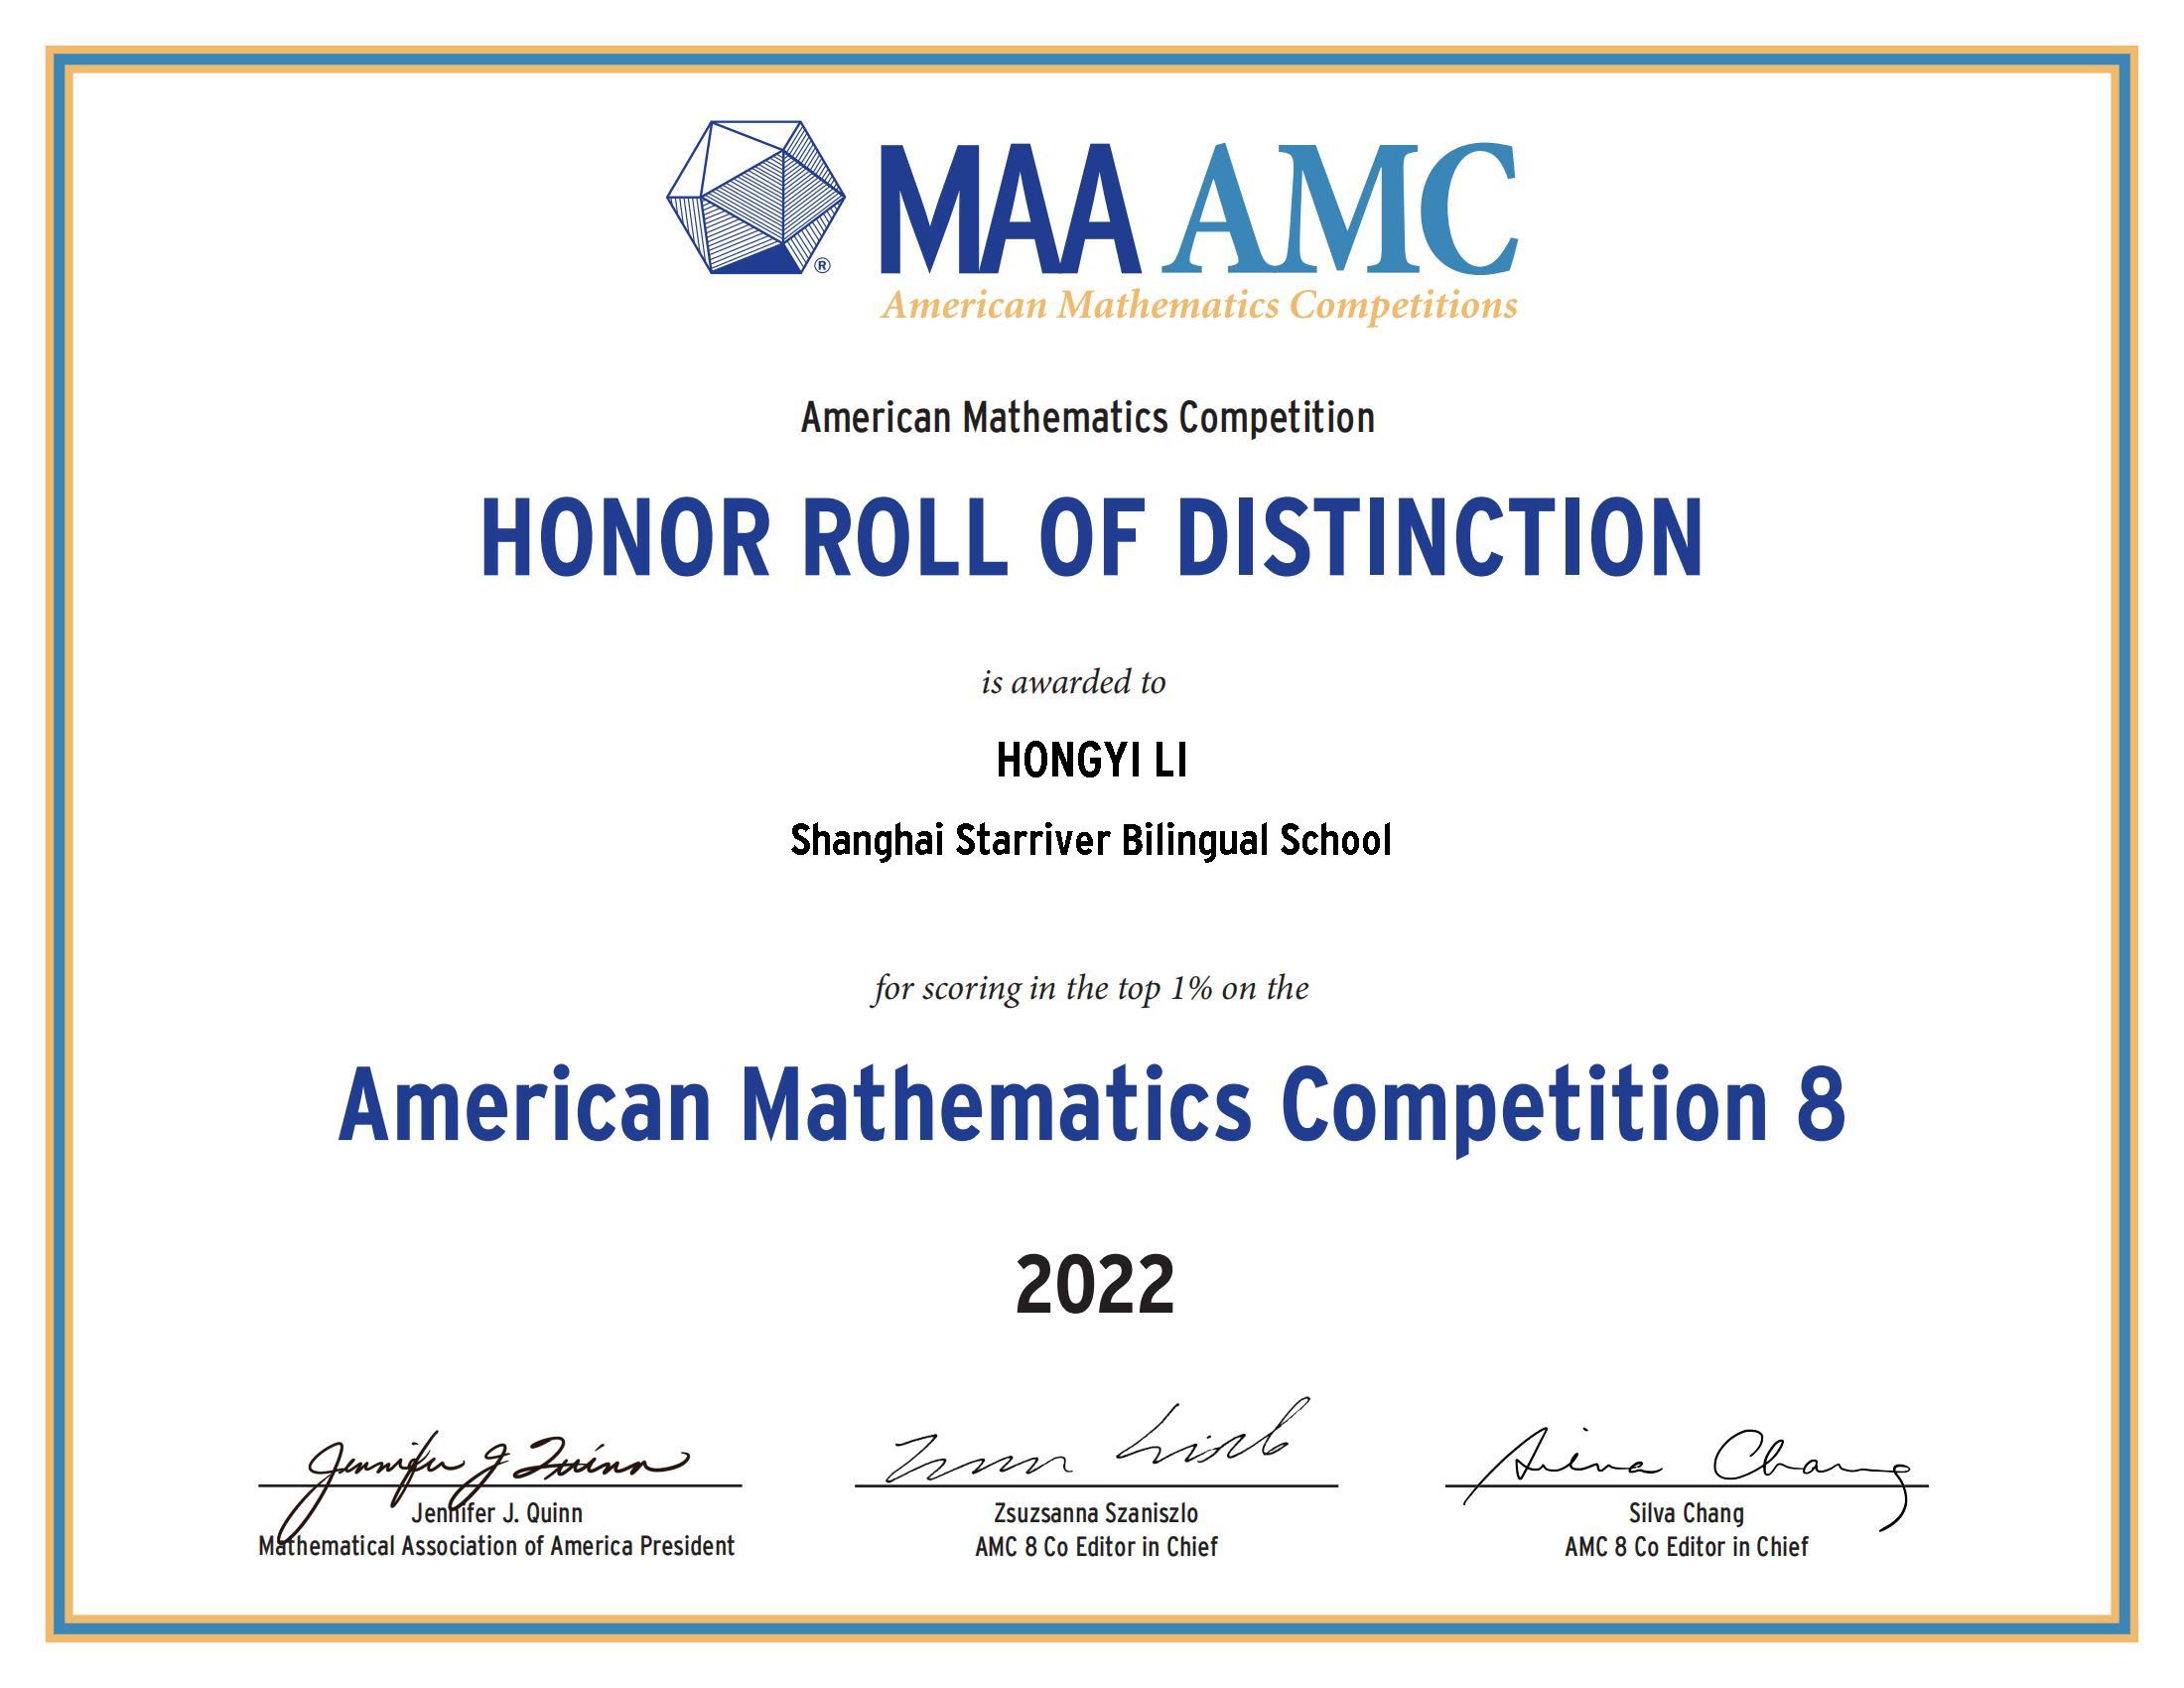 MAA AMC
®
American Mathematics Competitions
American Mathematics Competition
HONOR ROLL OF DISTINCTION
is awarded to
HONGYI LI
Shanghai Starriver Bilingual School
for scoring in the top 1% on the
American Mathematics Competition 8
2022
Jennifer J Quinn
Jennifer J. Quinn
Mathematical Association of America President
Zsuzsanna Szaniszlo
AMC 8 Co Editor in Chief
Silva Chang
Silva Chang
AMC 8 Co Editor in Chief